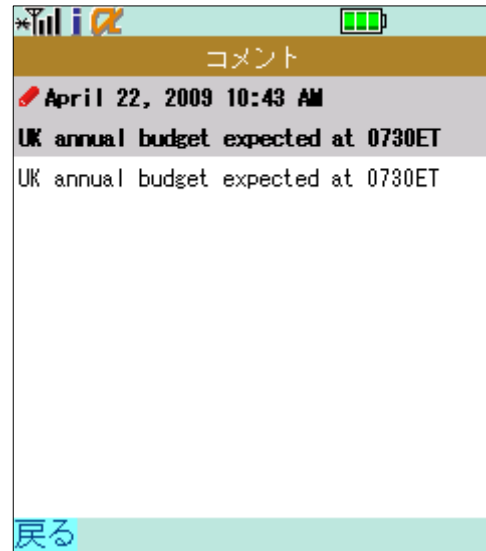 コメント
April 22, 2009 10:43 AM
UK annual budget expected at 0730ET
UK annual budget expected at 0730ET
戻る